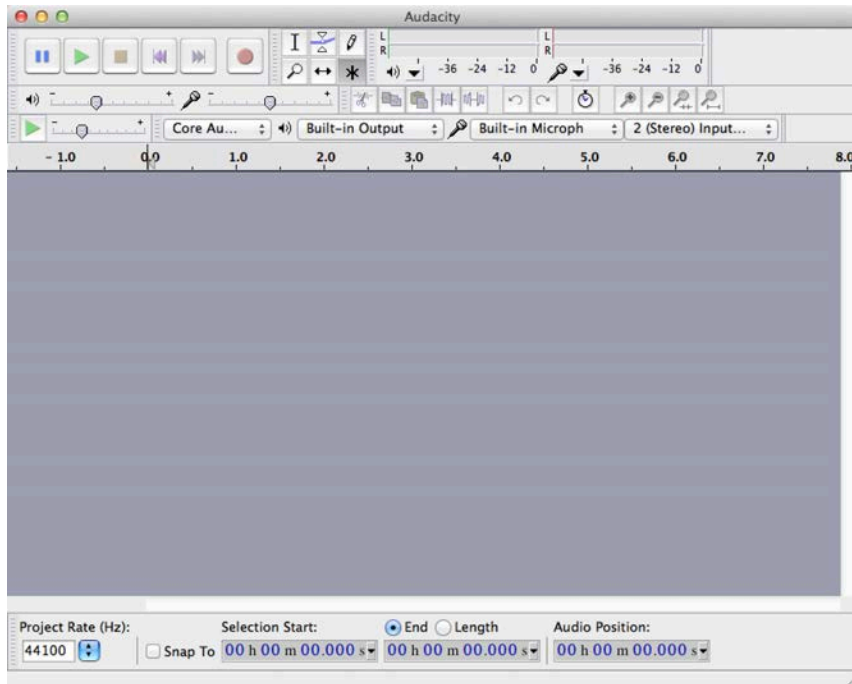 Audacity
L
R
-36 -24 -12 0
L
R
-36 -24 -12 0
Core Au... Built-in Output Built-in Microph 2 (Stereo) Input...
- 1.0 0.0 1.0 2.0 3.0 4.0 5.0 6.0 7.0 8.0
Project Rate (Hz): Selection Start: End Length Audio Position:
44100 Snap To 00 h 00 m 00.000 s 00 h 00 m 00.000 s 00 h 00 m 00.000 s